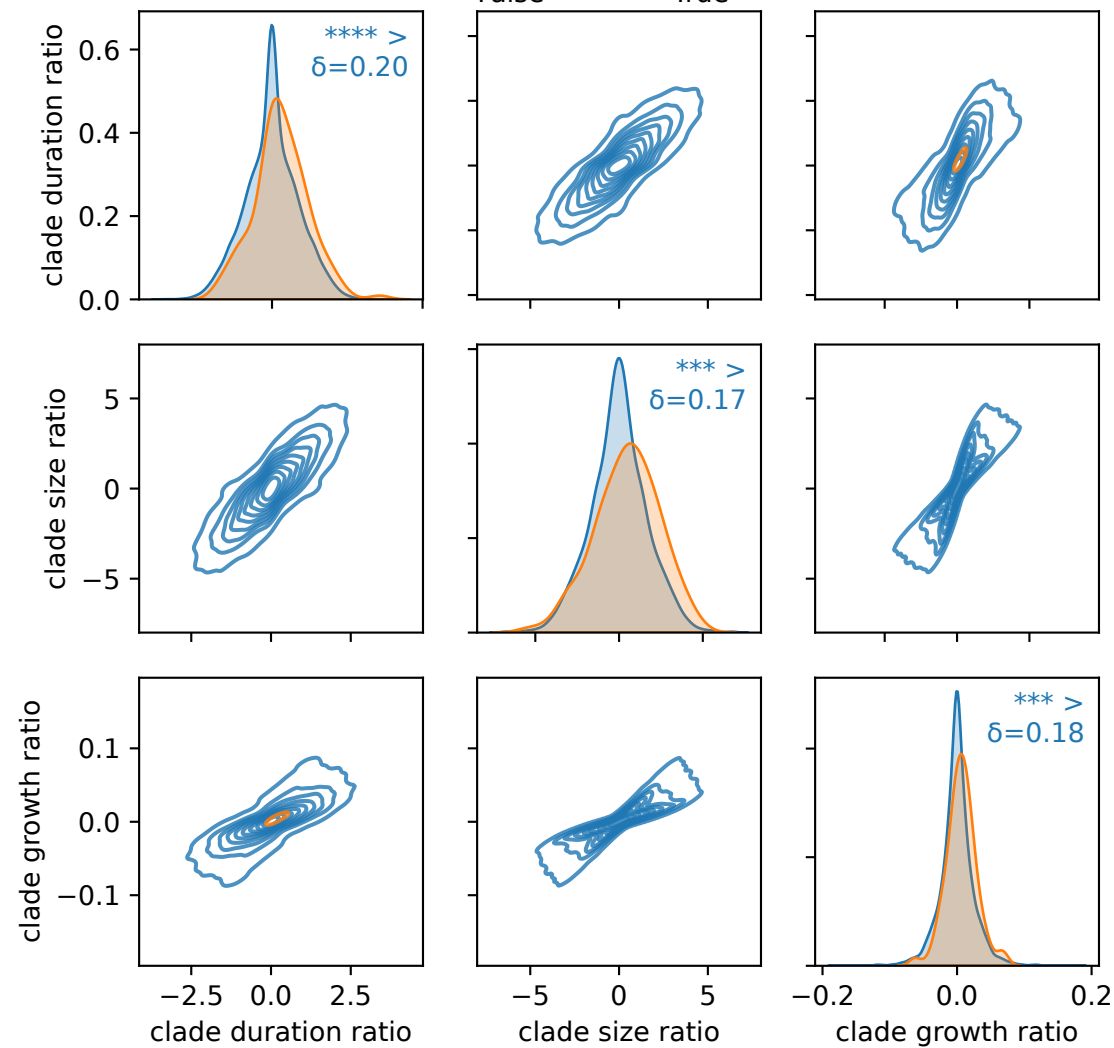 True
0.6
0.4
0.2
0.0
clade duration ratio
**** >
δ=0.20
5
0
−5
clade size ratio
*** >
δ=0.17
0.1
0.0
−0.1
clade growth ratio
*** >
δ=0.18
−2.5 0.0 2.5
−5 0 5
−0.2 0.0 0.2
clade duration ratio
clade size ratio
clade growth ratio